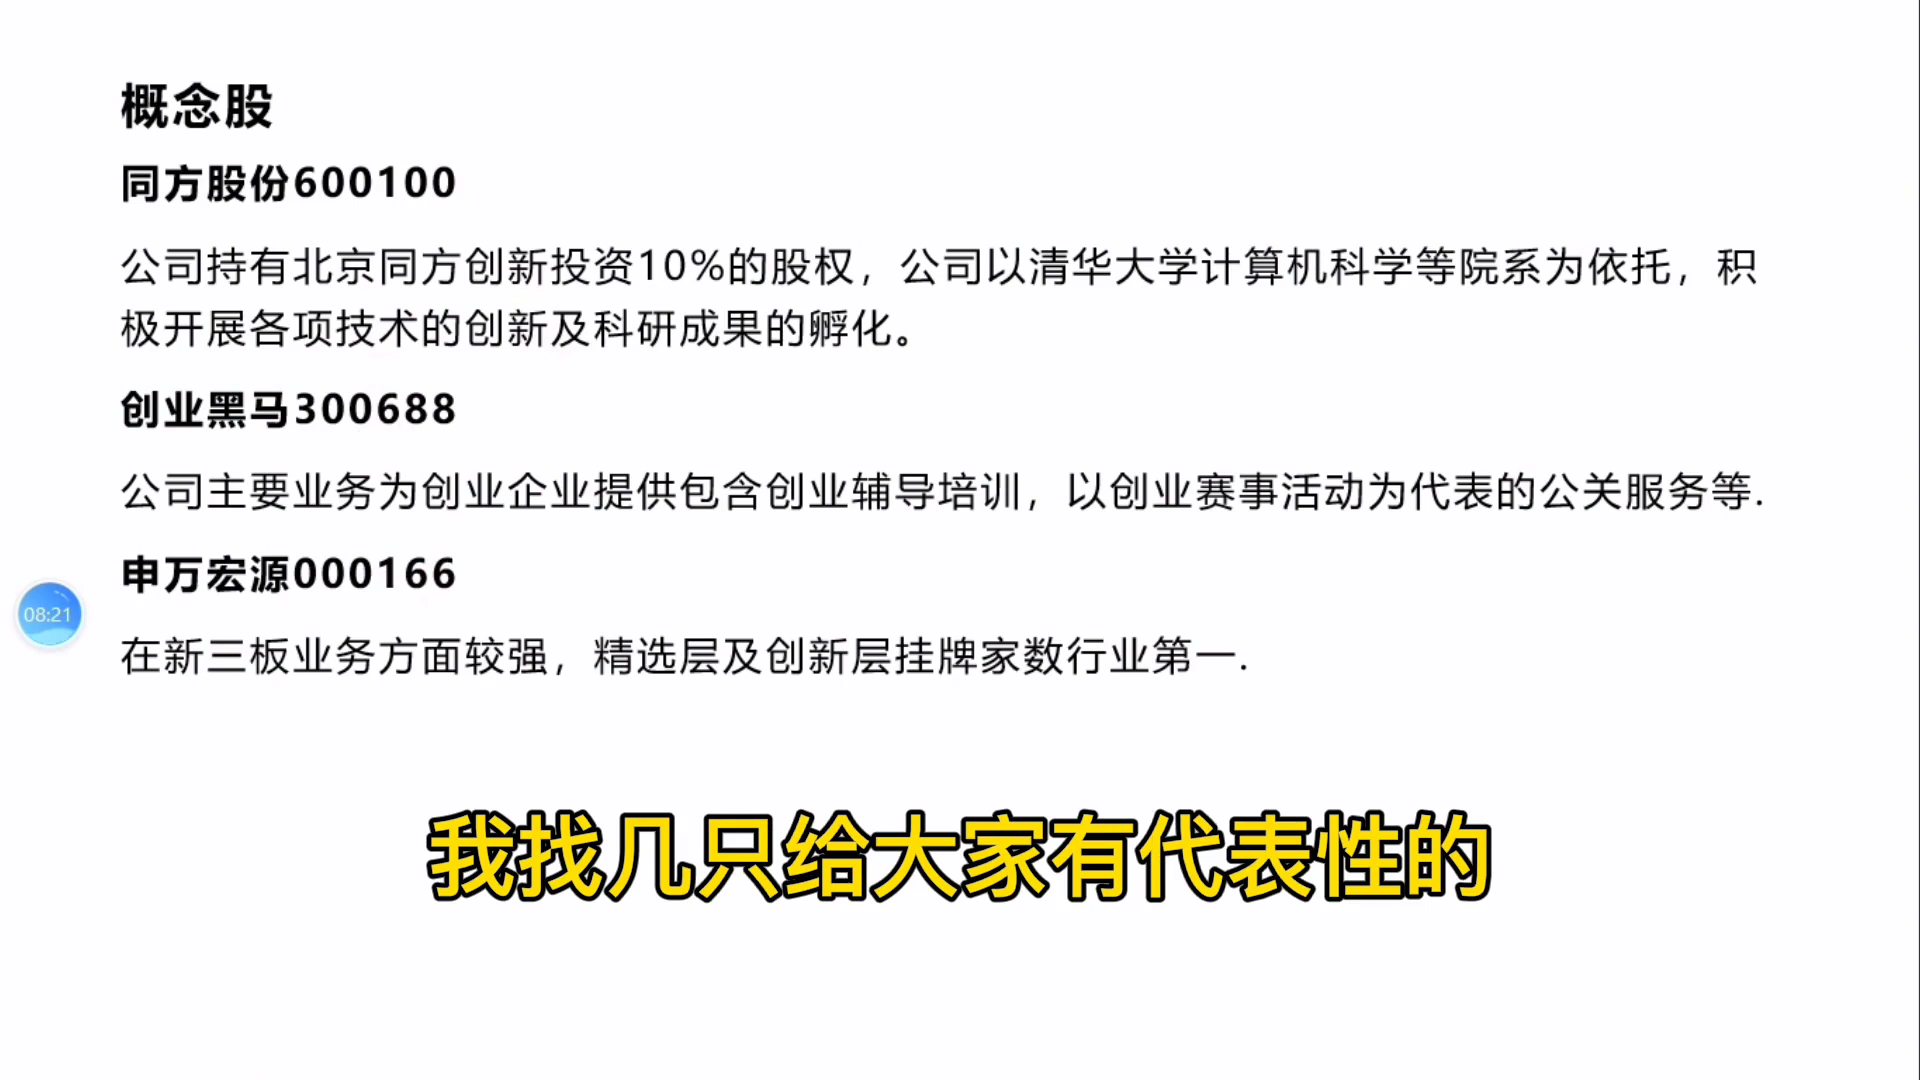 概念股
同方股份600100
公司持有北京同方创新投资10%的股权，公司以清华大学计算机科学等院系为依托，积
极开展各项技术的创新及科研成果的孵化。
创业黑马300688
公司主要业务为创业企业提供包含创业辅导培训，以创业赛事活动为代表的公关服务等.
申万宏源000166
08:21
在新三板业务方面较强，精选层及创新层挂牌家数行业第一.
我找几只给大家有代表性的